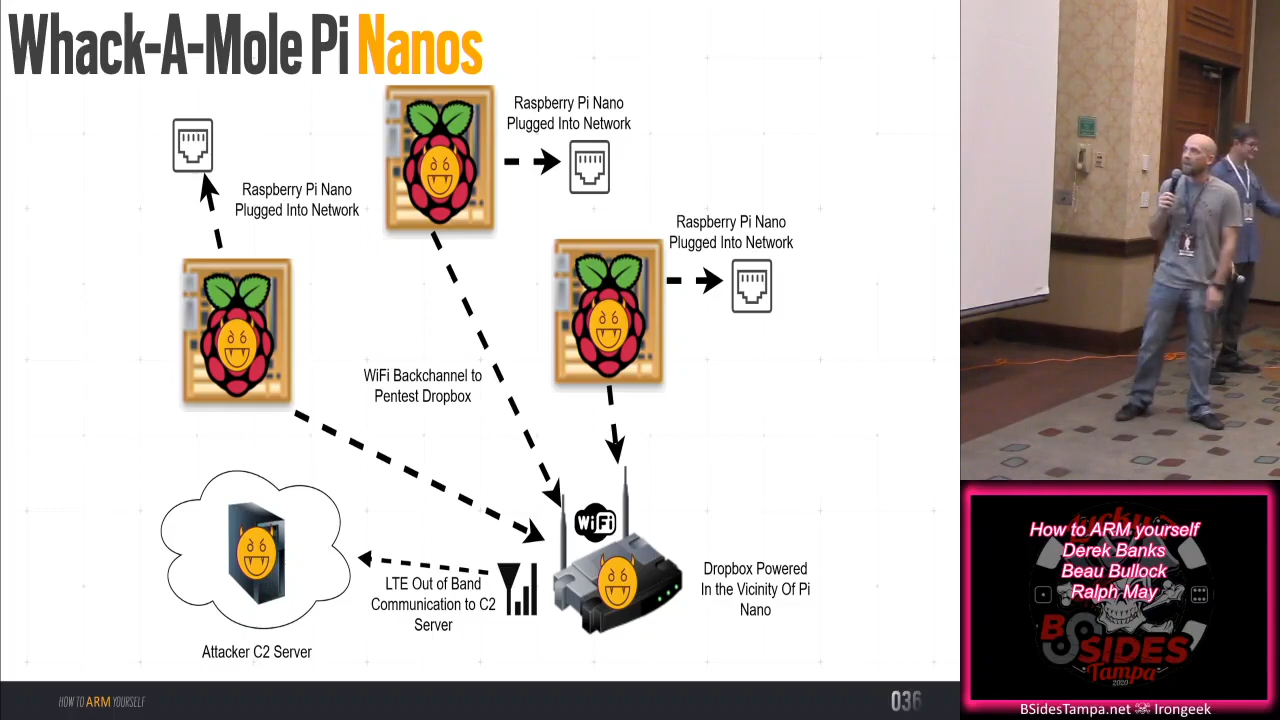 Whack-A-Mole Pi Nanos
Raspberry Pi Nano
Plugged Into Network
Raspberry Pi Nano
Plugged Into Network
Raspberry Pi Nano
Plugged Into Network
WiFi Backchannel to
Pentest Dropbox
WiFi
LTE Out of Band
Communication to C2
Server
Dropbox Powered
In the Vicinity Of Pi
Nano
Attacker C2 Server
HOW TO ARM YOURSELF
036
How to ARM yourself
Derek Banks
Beau Bullock
Ralph May
Lucky
BSIDES
Tampa
2020
BSidesTampa.net
Irongeek